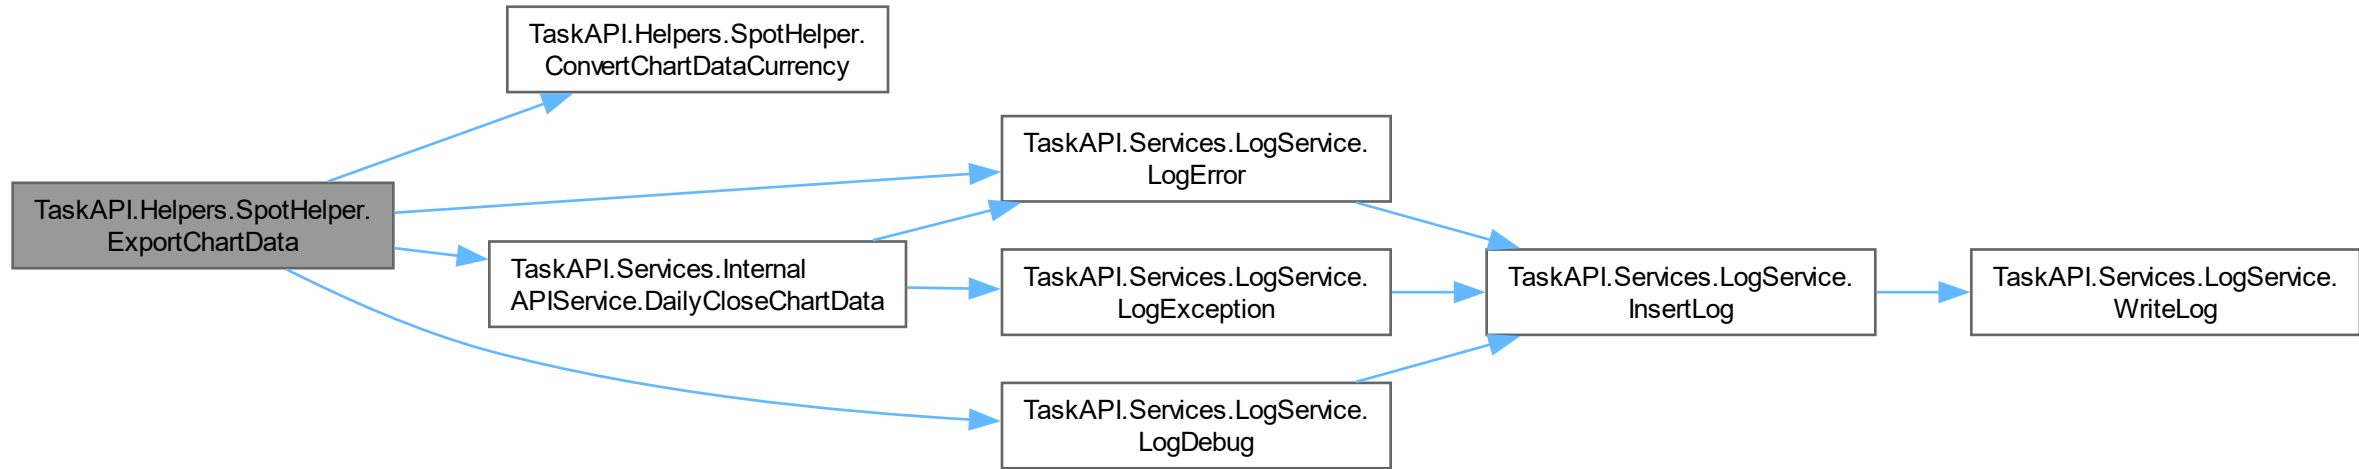 TaskAPI.Helpers.SpotHelper.
ExportChartData
TaskAPI.Helpers.SpotHelper.
ConvertChartDataCurrency
TaskAPI.Services.Internal
APIService.DailyCloseChartData
TaskAPI.Services.LogService.
LogError
TaskAPI.Services.LogService.
LogException
TaskAPI.Services.LogService.
LogDebug
TaskAPI.Services.LogService.
InsertLog
TaskAPI.Services.LogService.
WriteLog